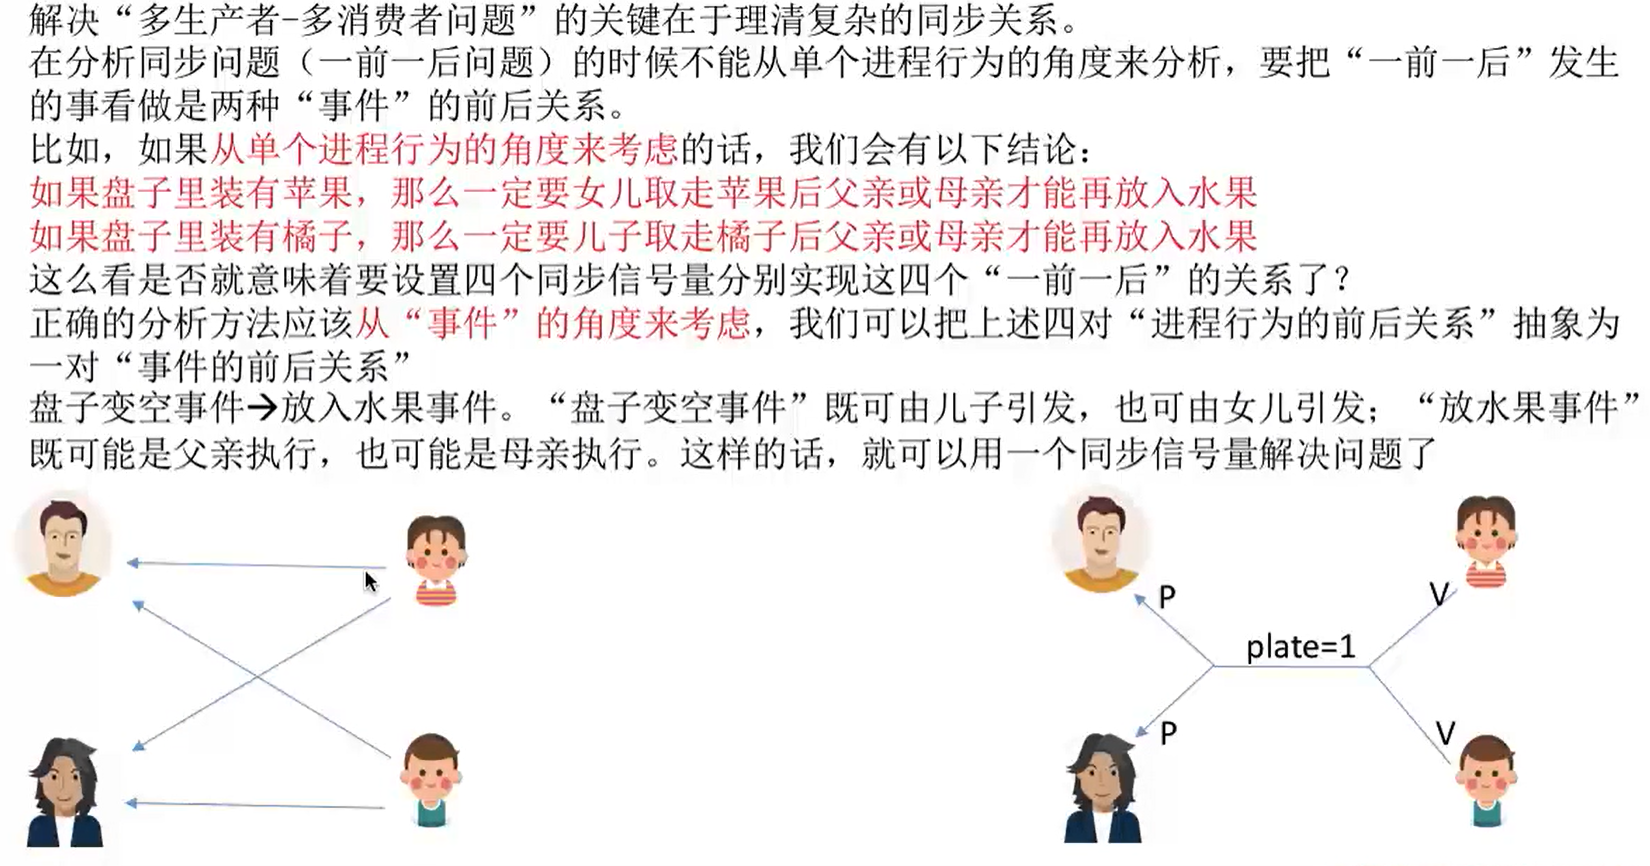 解决“多生产者-多消费者问题”的关键在于理清复杂的同步关系。
在分析同步问题（一前一后问题）的时候不能从单个进程行为的角度来分析，要把“一前一后”发生
的事看做是两种“事件”的前后关系。
比如，如果从单个进程行为的角度来考虑的话，我们会有以下结论：
如果盘子里装有苹果，那么一定要女儿取走苹果后父亲或母亲才能再放入水果
如果盘子里装有橘子，那么一定要儿子取走橘子后父亲或母亲才能再放入水果
这么看是否就意味着要设置四个同步信号量分别实现这四个“一前一后”的关系了？
正确的分析方法应该从“事件”的角度来考虑，我们可以把上述四对“进程行为的前后关系”抽象为
一对“事件的前后关系”
盘子变空事件→放入水果事件。“盘子变空事件”既可由儿子引发，也可由女儿引发；“放水果事件”
既可能是父亲执行，也可能是母亲执行。这样的话，就可以用一个同步信号量解决问题了
P
V
plate=1
P
V